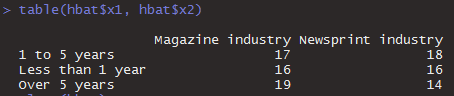 > table(hbat$x1, hbat$x2)
Magazine industry Newsprint industry
1 to 5 years 17 18
Less than 1 year 16 16
Over 5 years 19 14